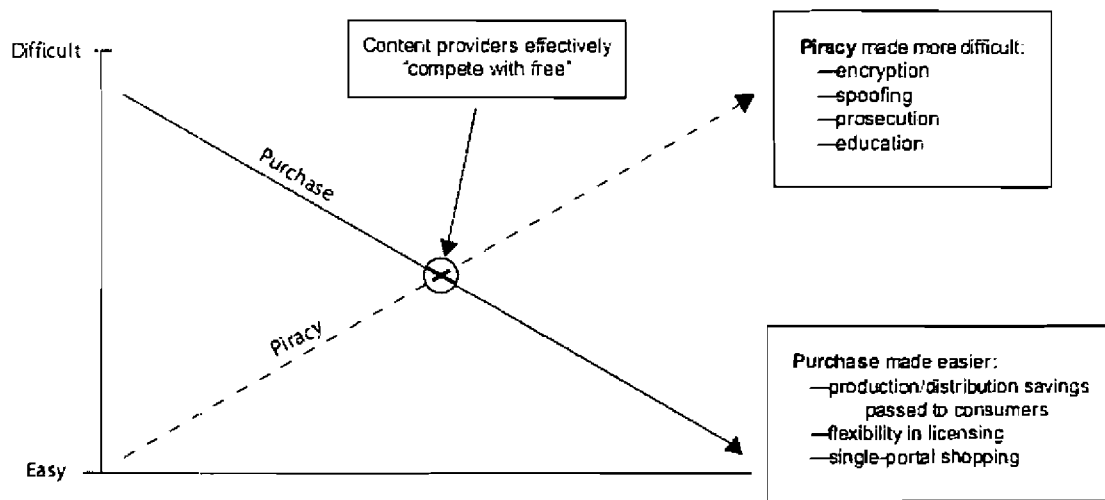 Difficult
Content providers effectively
"compete with free"
Piracy made more difficult:
—encryption
—spoofing
—prosecution
—education
Purchase
Piracy
Purchase made easier:
—production/distribution savings
passed to consumers
—flexibility in licensing
—single-portal shopping
Easy